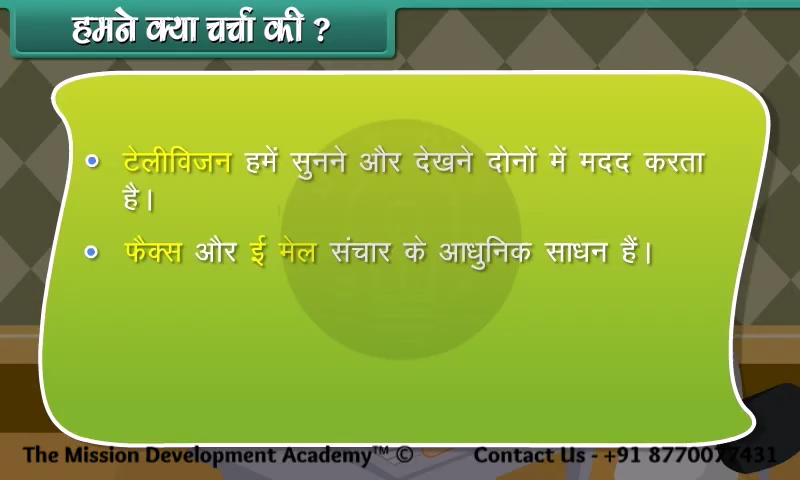 हमने क्या चर्चा की ?
टेलीविजन हमें सुनने और देखने दोनों में मदद करता
है।
फैक्स और ई मेल संचार के आधुनिक साधन हैं।
The Mission Development Academy™ © Contact Us - +91 8770077431